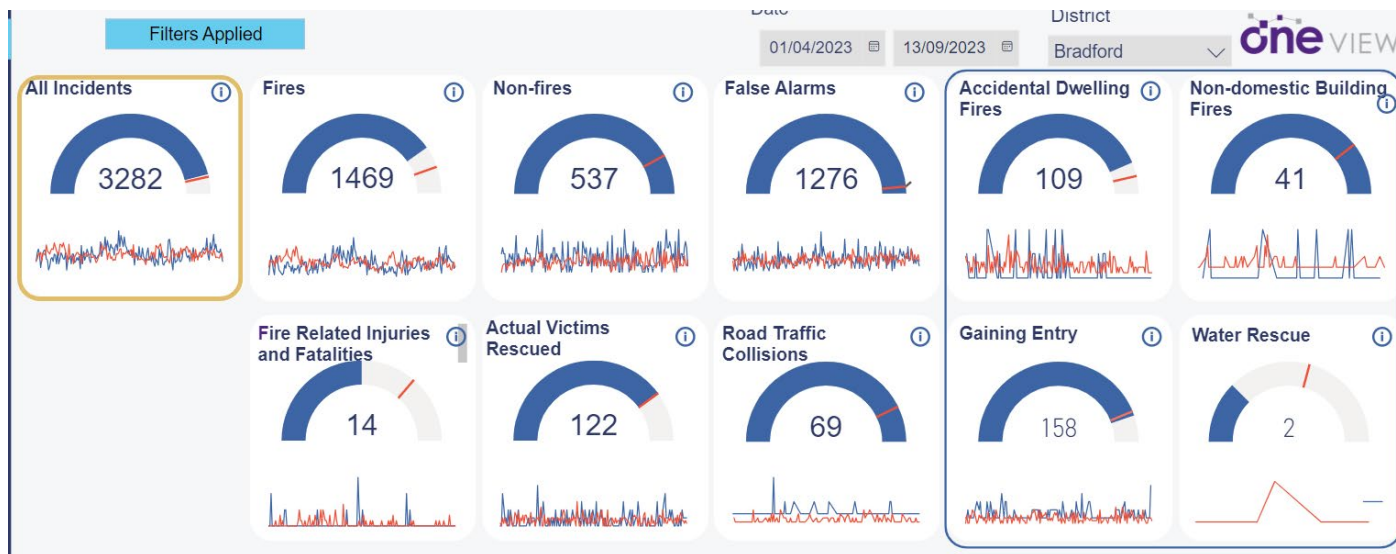 Filters Applied
Date
District
01/04/2023
13/09/2023
Bradford
one VIEW
All Incidents
Fires
Non-fires
False Alarms
Accidental Dwelling
Fires
Non-domestic Building
Fires
3282
1469
537
1276
109
41
Fire Related Injuries
and Fatalities
Actual Victims
Rescued
Road Traffic
Collisions
Gaining Entry
Water Rescue
14
122
69
158
2